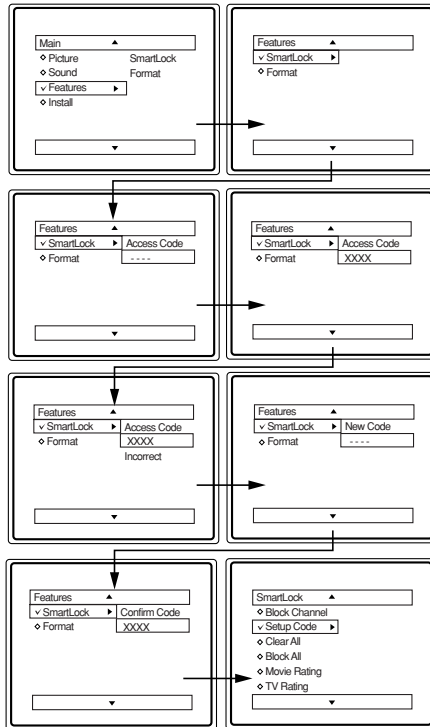 Main
Picture SmartLock
Sound Format
Features
Install
Features
SmartLock
Format
Features
SmartLock Access Code
Format - - - -
Features
SmartLock Access Code
Format XXXX
Features
SmartLock Access Code
Format XXXX
Incorrect
Features
SmartLock New Code
Format - - - -
Features
SmartLock Confirm Code
Format XXXX
SmartLock
Block Channel
Setup Code
Clear All
Block All
Movie Rating
TV Rating